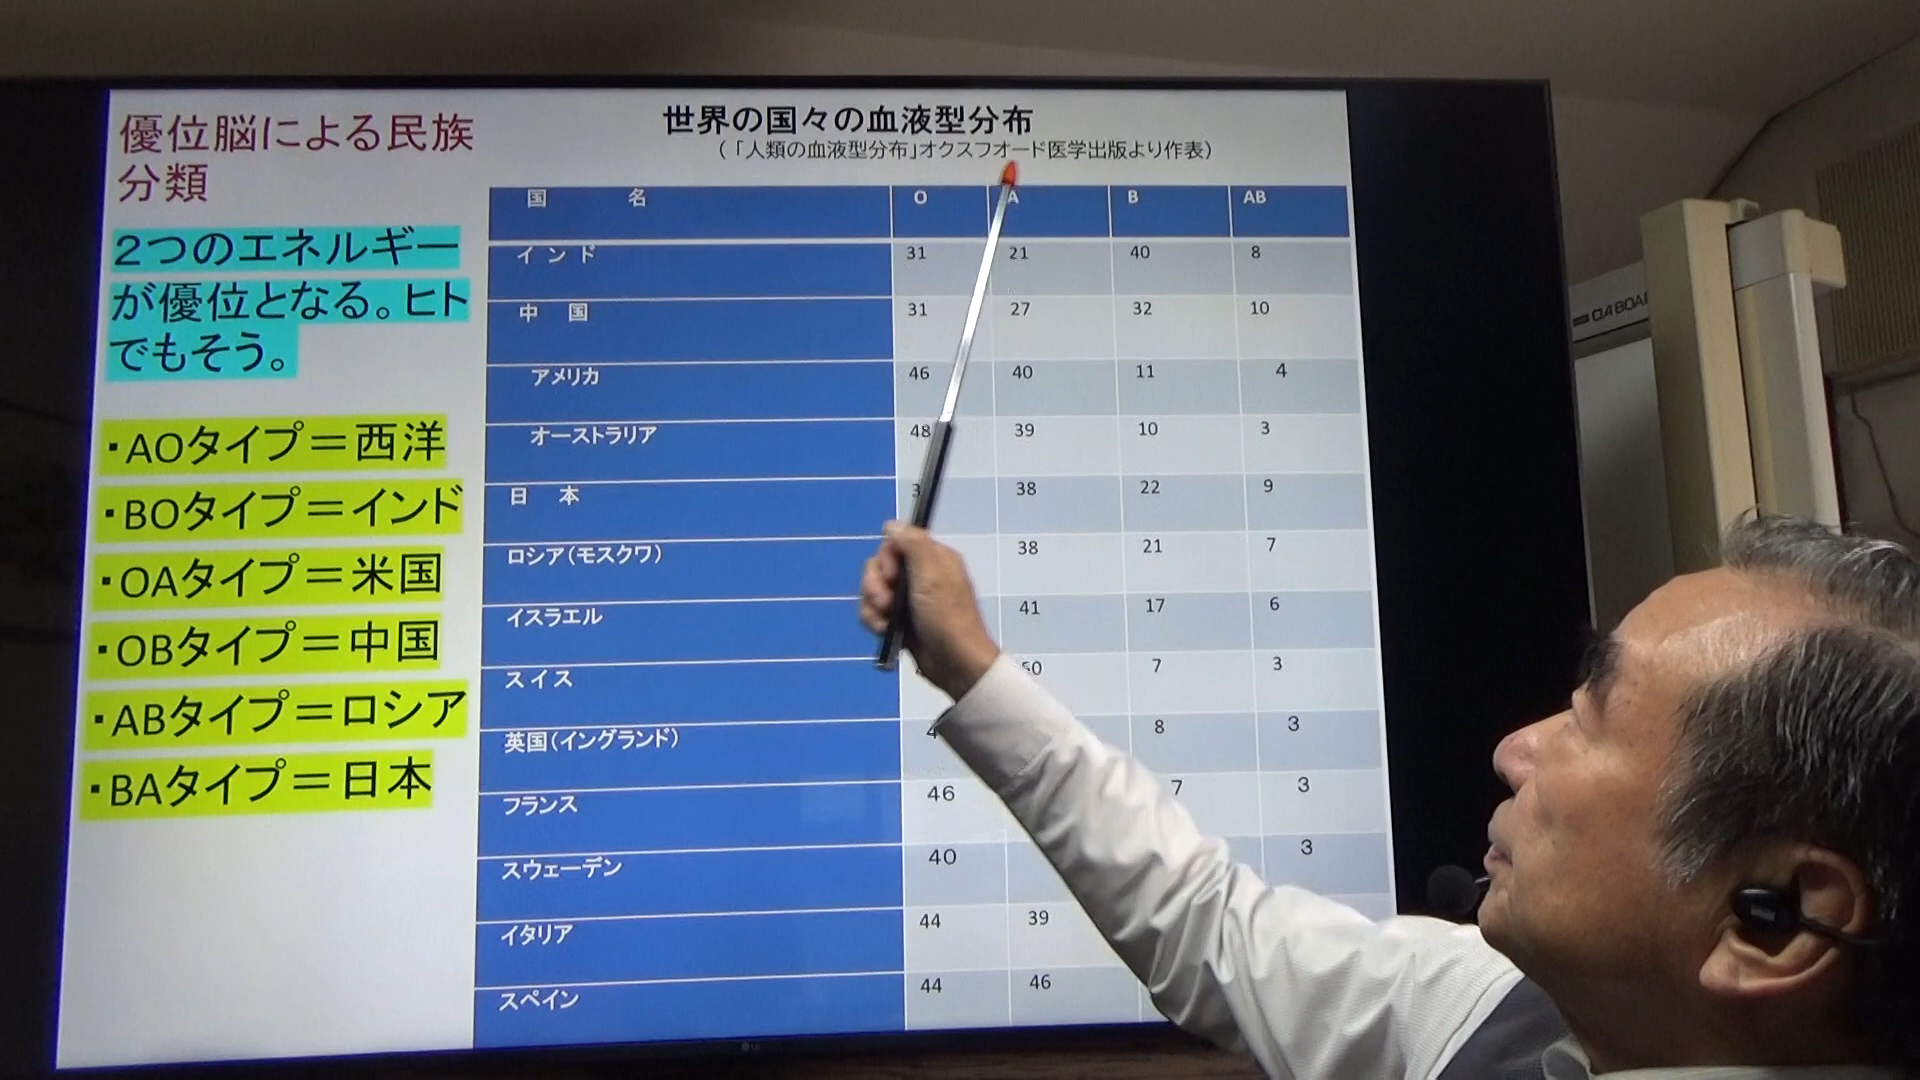 優位脳による民族
分類
２つのエネルギー
が優位となる。ヒト
でもそう。
・AOタイプ＝西洋
・BOタイプ＝インド
・OAタイプ＝米国
・OBタイプ＝中国
・ABタイプ＝ロシア
・BAタイプ＝日本
世界の国々の血液型分布
（「人類の血液型分布」オクスフオード医学出版より作表）
国 名 O A B AB
インド 31 21 40 8
中国 31 27 32 10
アメリカ 46 40 11 4
オーストラリア 48 39 10 3
日本 38 22 9
ロシア（モスクワ） 38 21 7
イスラエル 41 17 6
スイス 50 7 3
英国（イングランド） 8 3
フランス 46 7 3
スウェーデン 40 3
イタリア 44 39
スペイン 44 46
OA BOA
LG